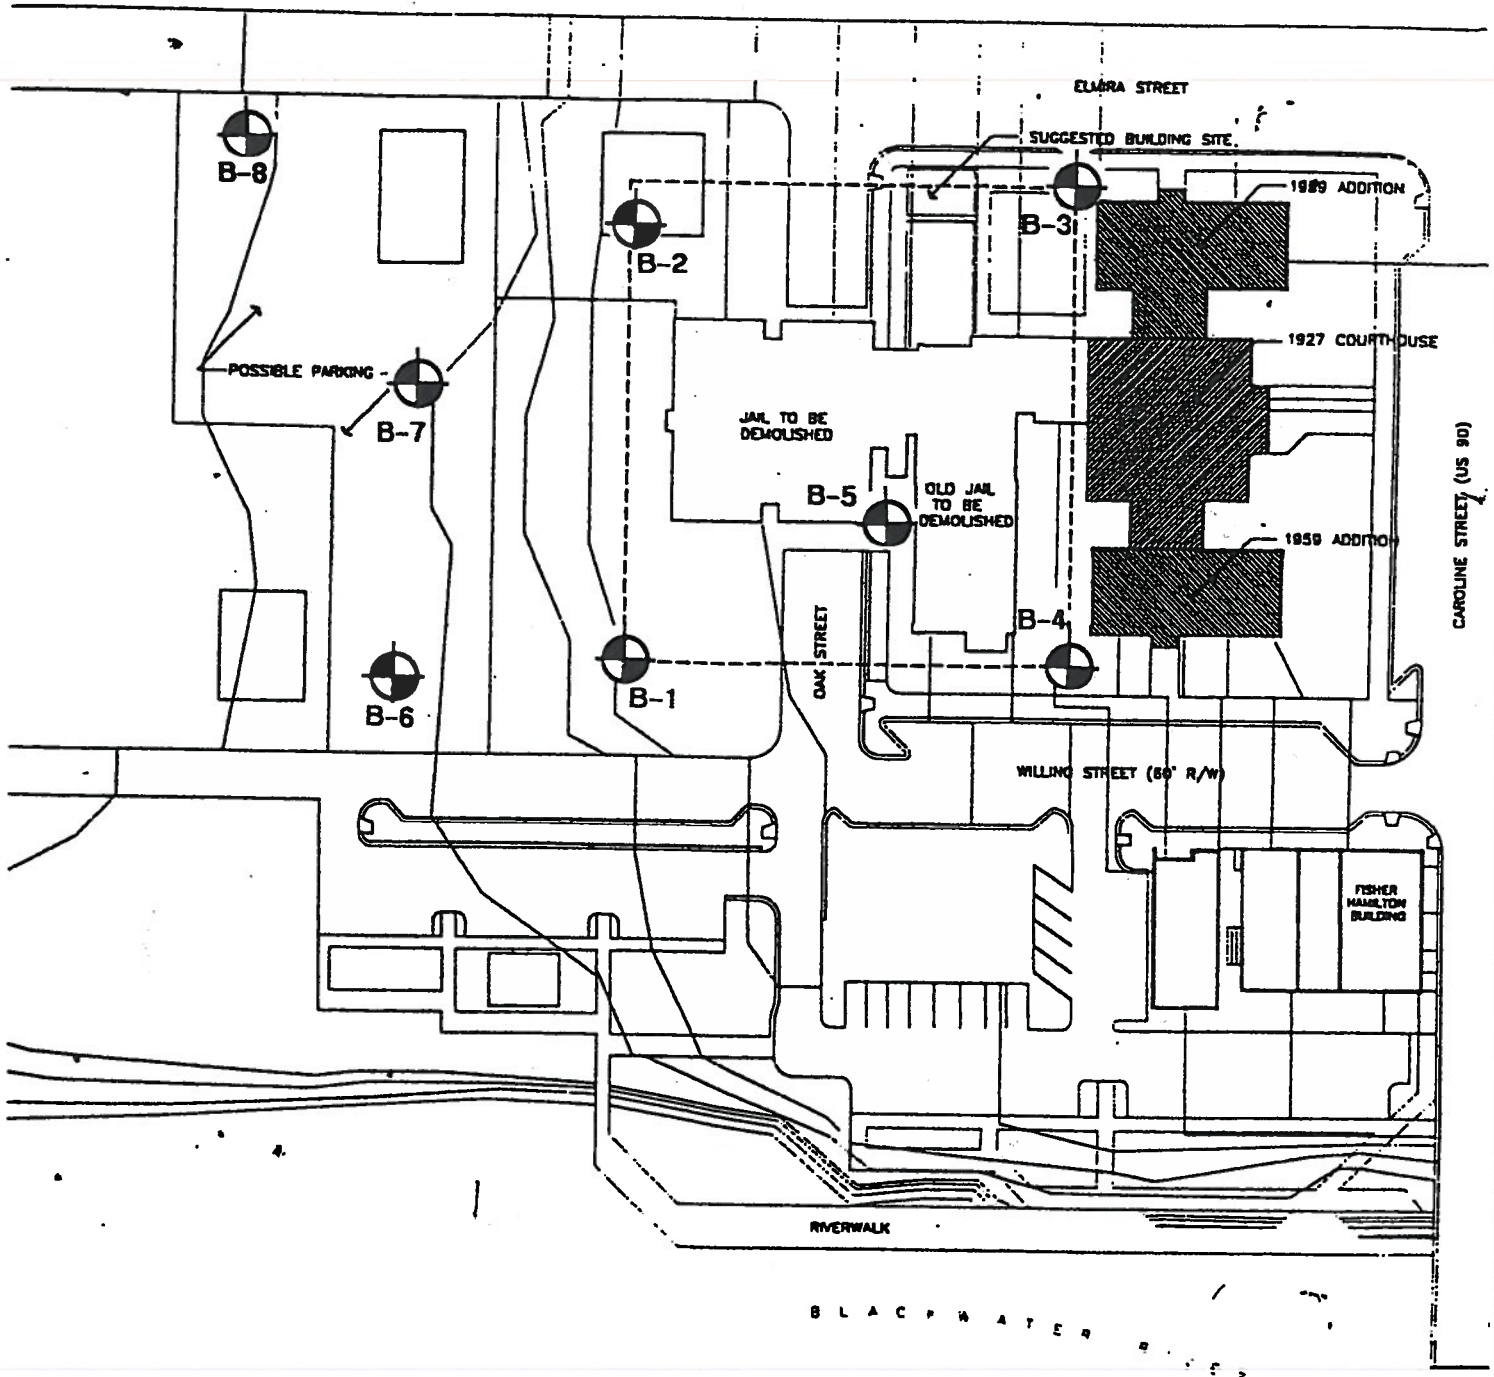 ELMIRA STREET
SUGGESTED BUILDING SITE
B-8
1989 ADDITION
B-3
B-2
1927 COURTHOUSE
POSSIBLE PARKING
B-7
JAIL TO BE
DEMOLISHED
B-5
OLD JAIL
TO BE
DEMOLISHED
CAROLINE STREET (US 90)
1959 ADDITION
B-4
OAK STREET
B-1
B-6
WILLING STREET (60' R/W)
FISHER
HAMILTON
BUILDING
RIVERWALK
BLACKWATER